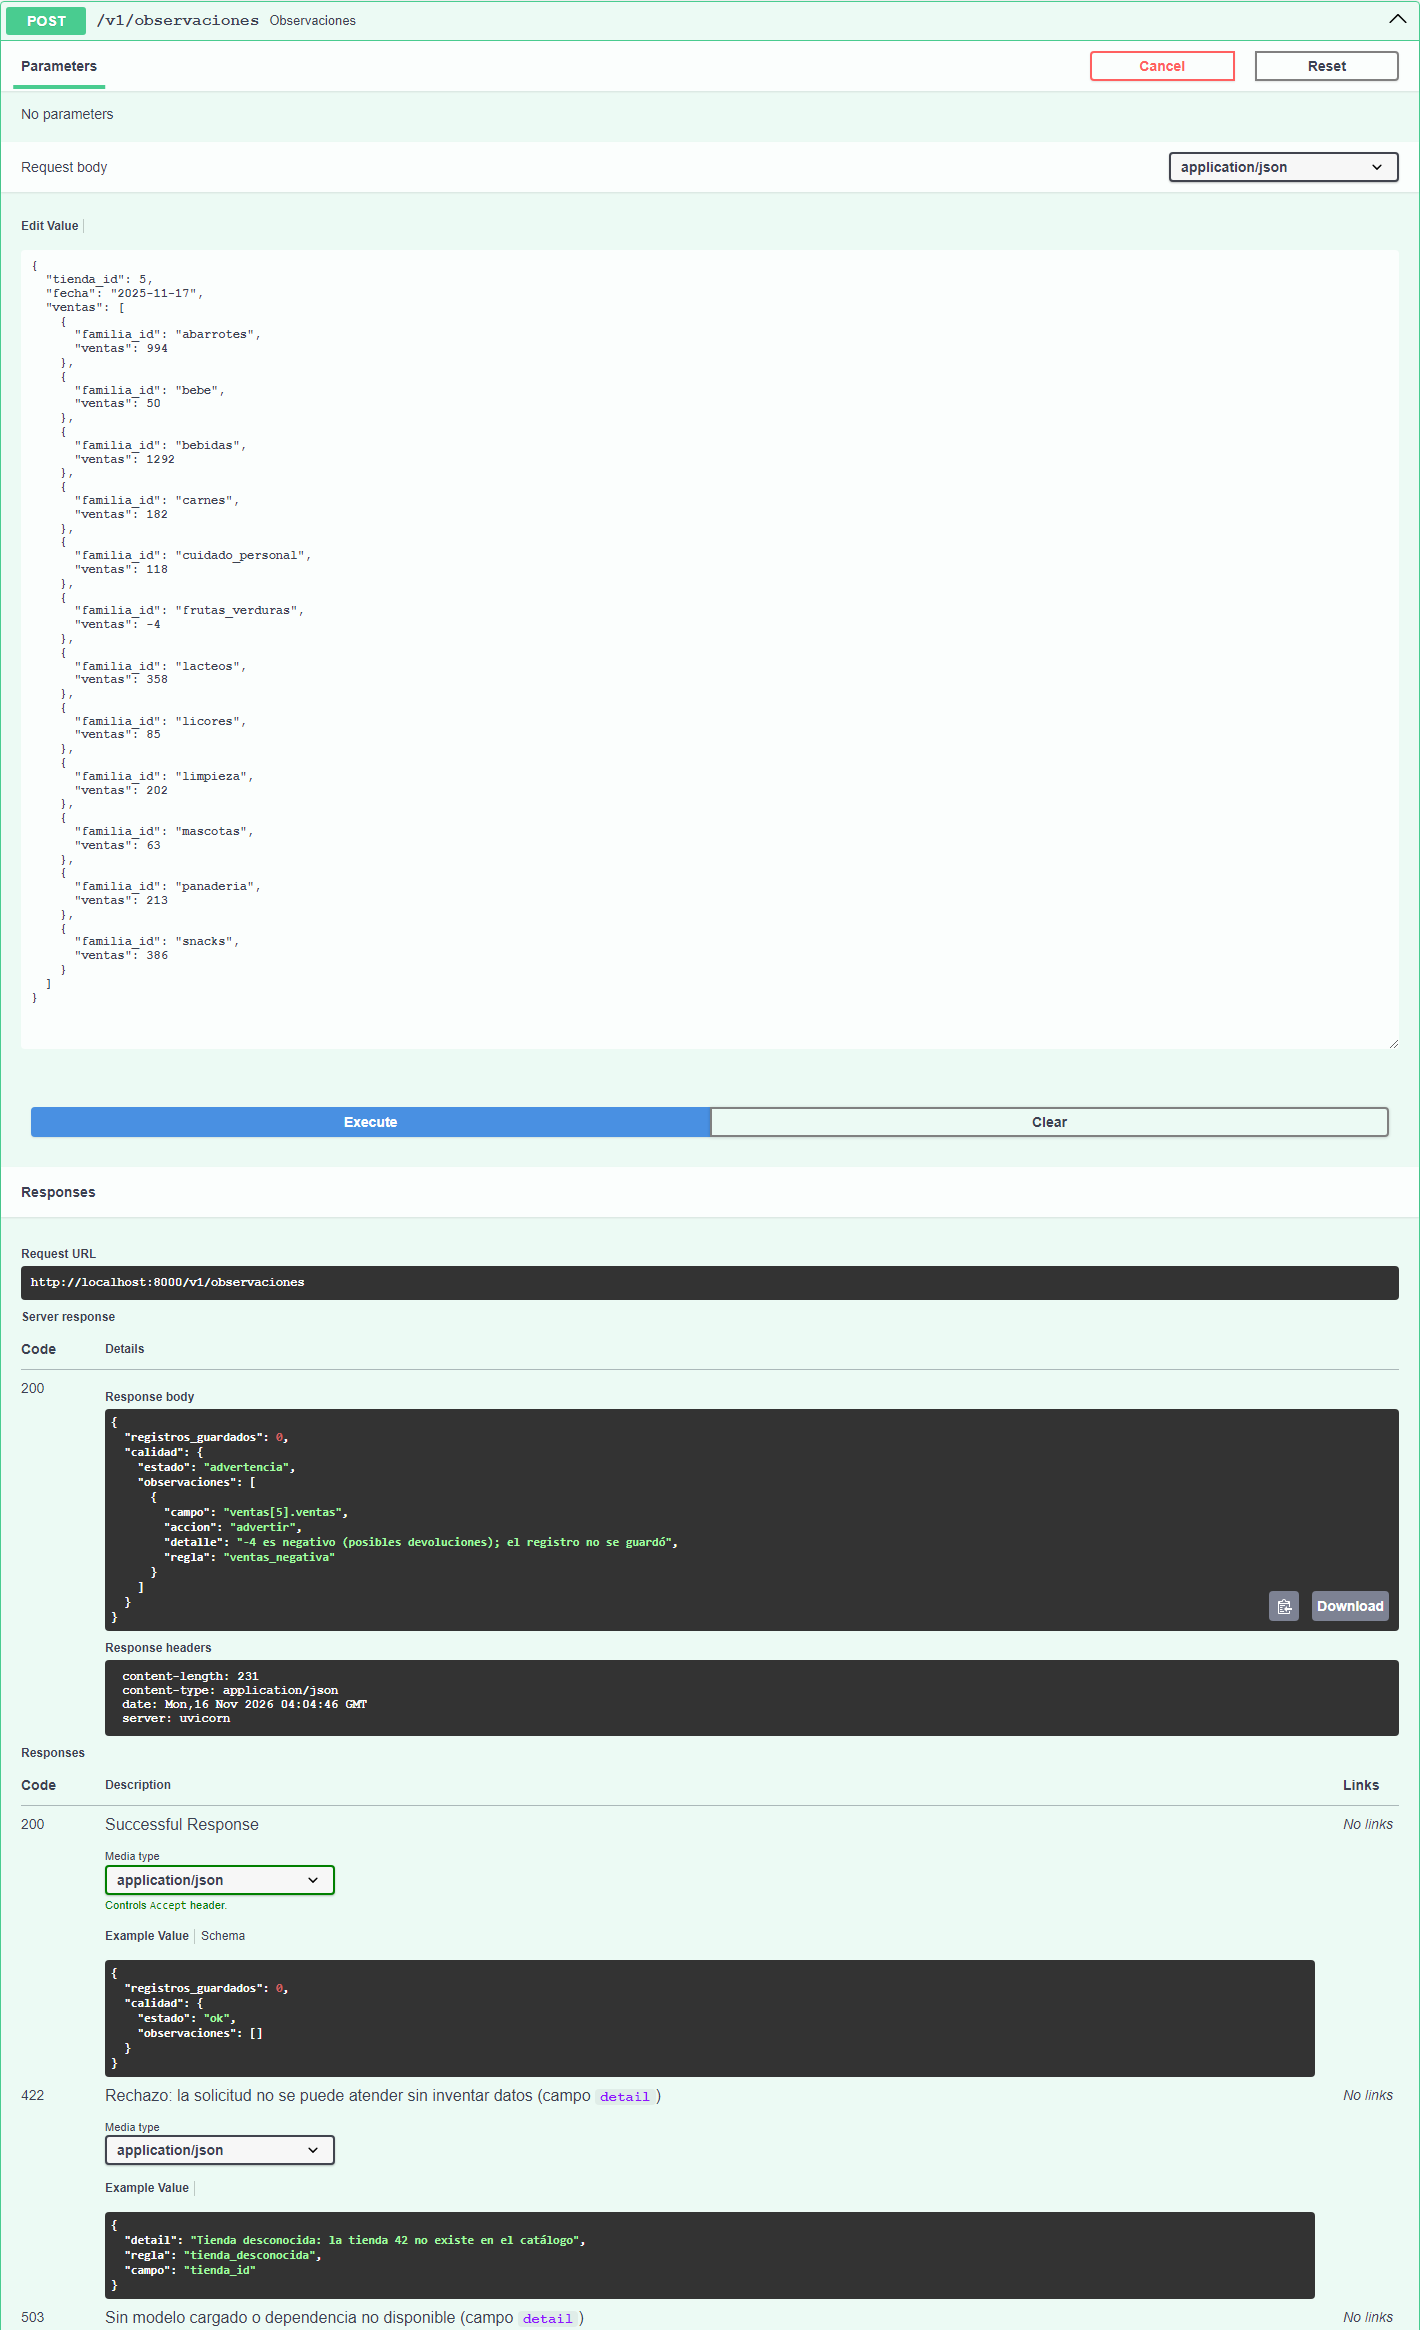 POST /v1/observaciones Observaciones
Parameters
Cancel
Reset
No parameters
Request body
application/json
Edit Value
{
  "tienda_id": 5,
  "fecha": "2025-11-17",
  "ventas": [
    {
      "familia_id": "abarrotes",
      "ventas": 994
    },
    {
      "familia_id": "bebe",
      "ventas": 50
    },
    {
      "familia_id": "bebidas",
      "ventas": 1292
    },
    {
      "familia_id": "carnes",
      "ventas": 182
    },
    {
      "familia_id": "cuidado_personal",
      "ventas": 118
    },
    {
      "familia_id": "frutas_verduras",
      "ventas": -4
    },
    {
      "familia_id": "lacteos",
      "ventas": 358
    },
    {
      "familia_id": "licores",
      "ventas": 85
    },
    {
      "familia_id": "limpieza",
      "ventas": 202
    },
    {
      "familia_id": "mascotas",
      "ventas": 63
    },
    {
      "familia_id": "panaderia",
      "ventas": 213
    },
    {
      "familia_id": "snacks",
      "ventas": 386
    }
  ]
}
Execute
Clear
Responses
Request URL
http://localhost:8000/v1/observaciones
Server response
Code Details
200
Response body
{
  "registros_guardados": 0,
  "calidad": {
    "estado": "advertencia",
    "observaciones": [
      {
        "campo": "ventas[5].ventas",
        "accion": "advertir",
        "detalle": "-4 es negativo (posibles devoluciones); el registro no se guardó",
        "regla": "ventas_negativa"
      }
    ]
  }
}
Download
Response headers
content-length: 231
content-type: application/json
date: Mon,16 Nov 2026 04:04:46 GMT
server: uvicorn
Responses
Code Description Links
200 Successful Response No links
Media type
application/json
Controls Accept header.
Example Value Schema
{
  "registros_guardados": 0,
  "calidad": {
    "estado": "ok",
    "observaciones": []
  }
}
422 Rechazo: la solicitud no se puede atender sin inventar datos (campo detail ) No links
Media type
application/json
Example Value
{
  "detail": "Tienda desconocida: la tienda 42 no existe en el catálogo",
  "regla": "tienda_desconocida",
  "campo": "tienda_id"
}
503 Sin modelo cargado o dependencia no disponible (campo detail ) No links